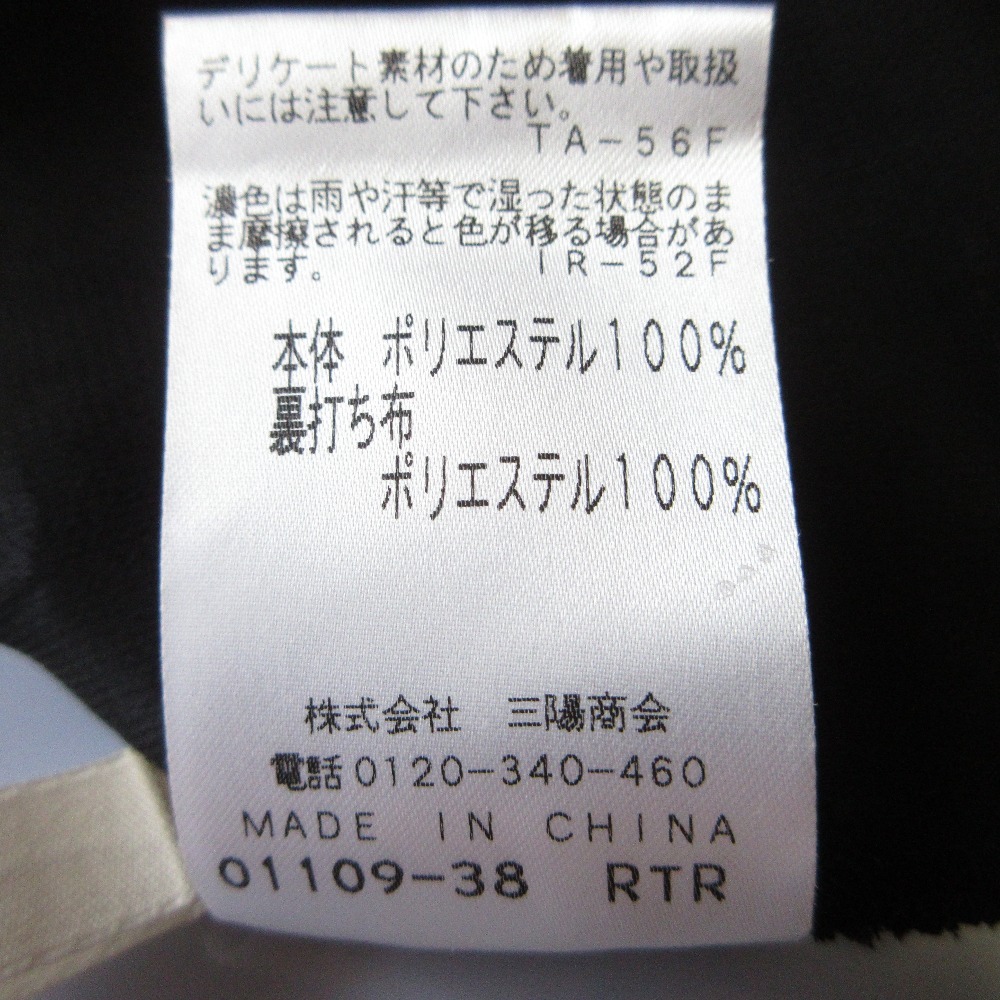 デリケート素材のため着用や取扱
いには注意して下さい。
TA-56F
濃色は雨や汗等で湿った状態のま
ま摩擦されると色が移る場合があ
ります。
IR-52F
本体 ポリエステル100%
裏打ち布
ポリエステル100%
株式会社 三陽商会
電話0120-340-460
MADE IN CHINA
01109-38 RTR